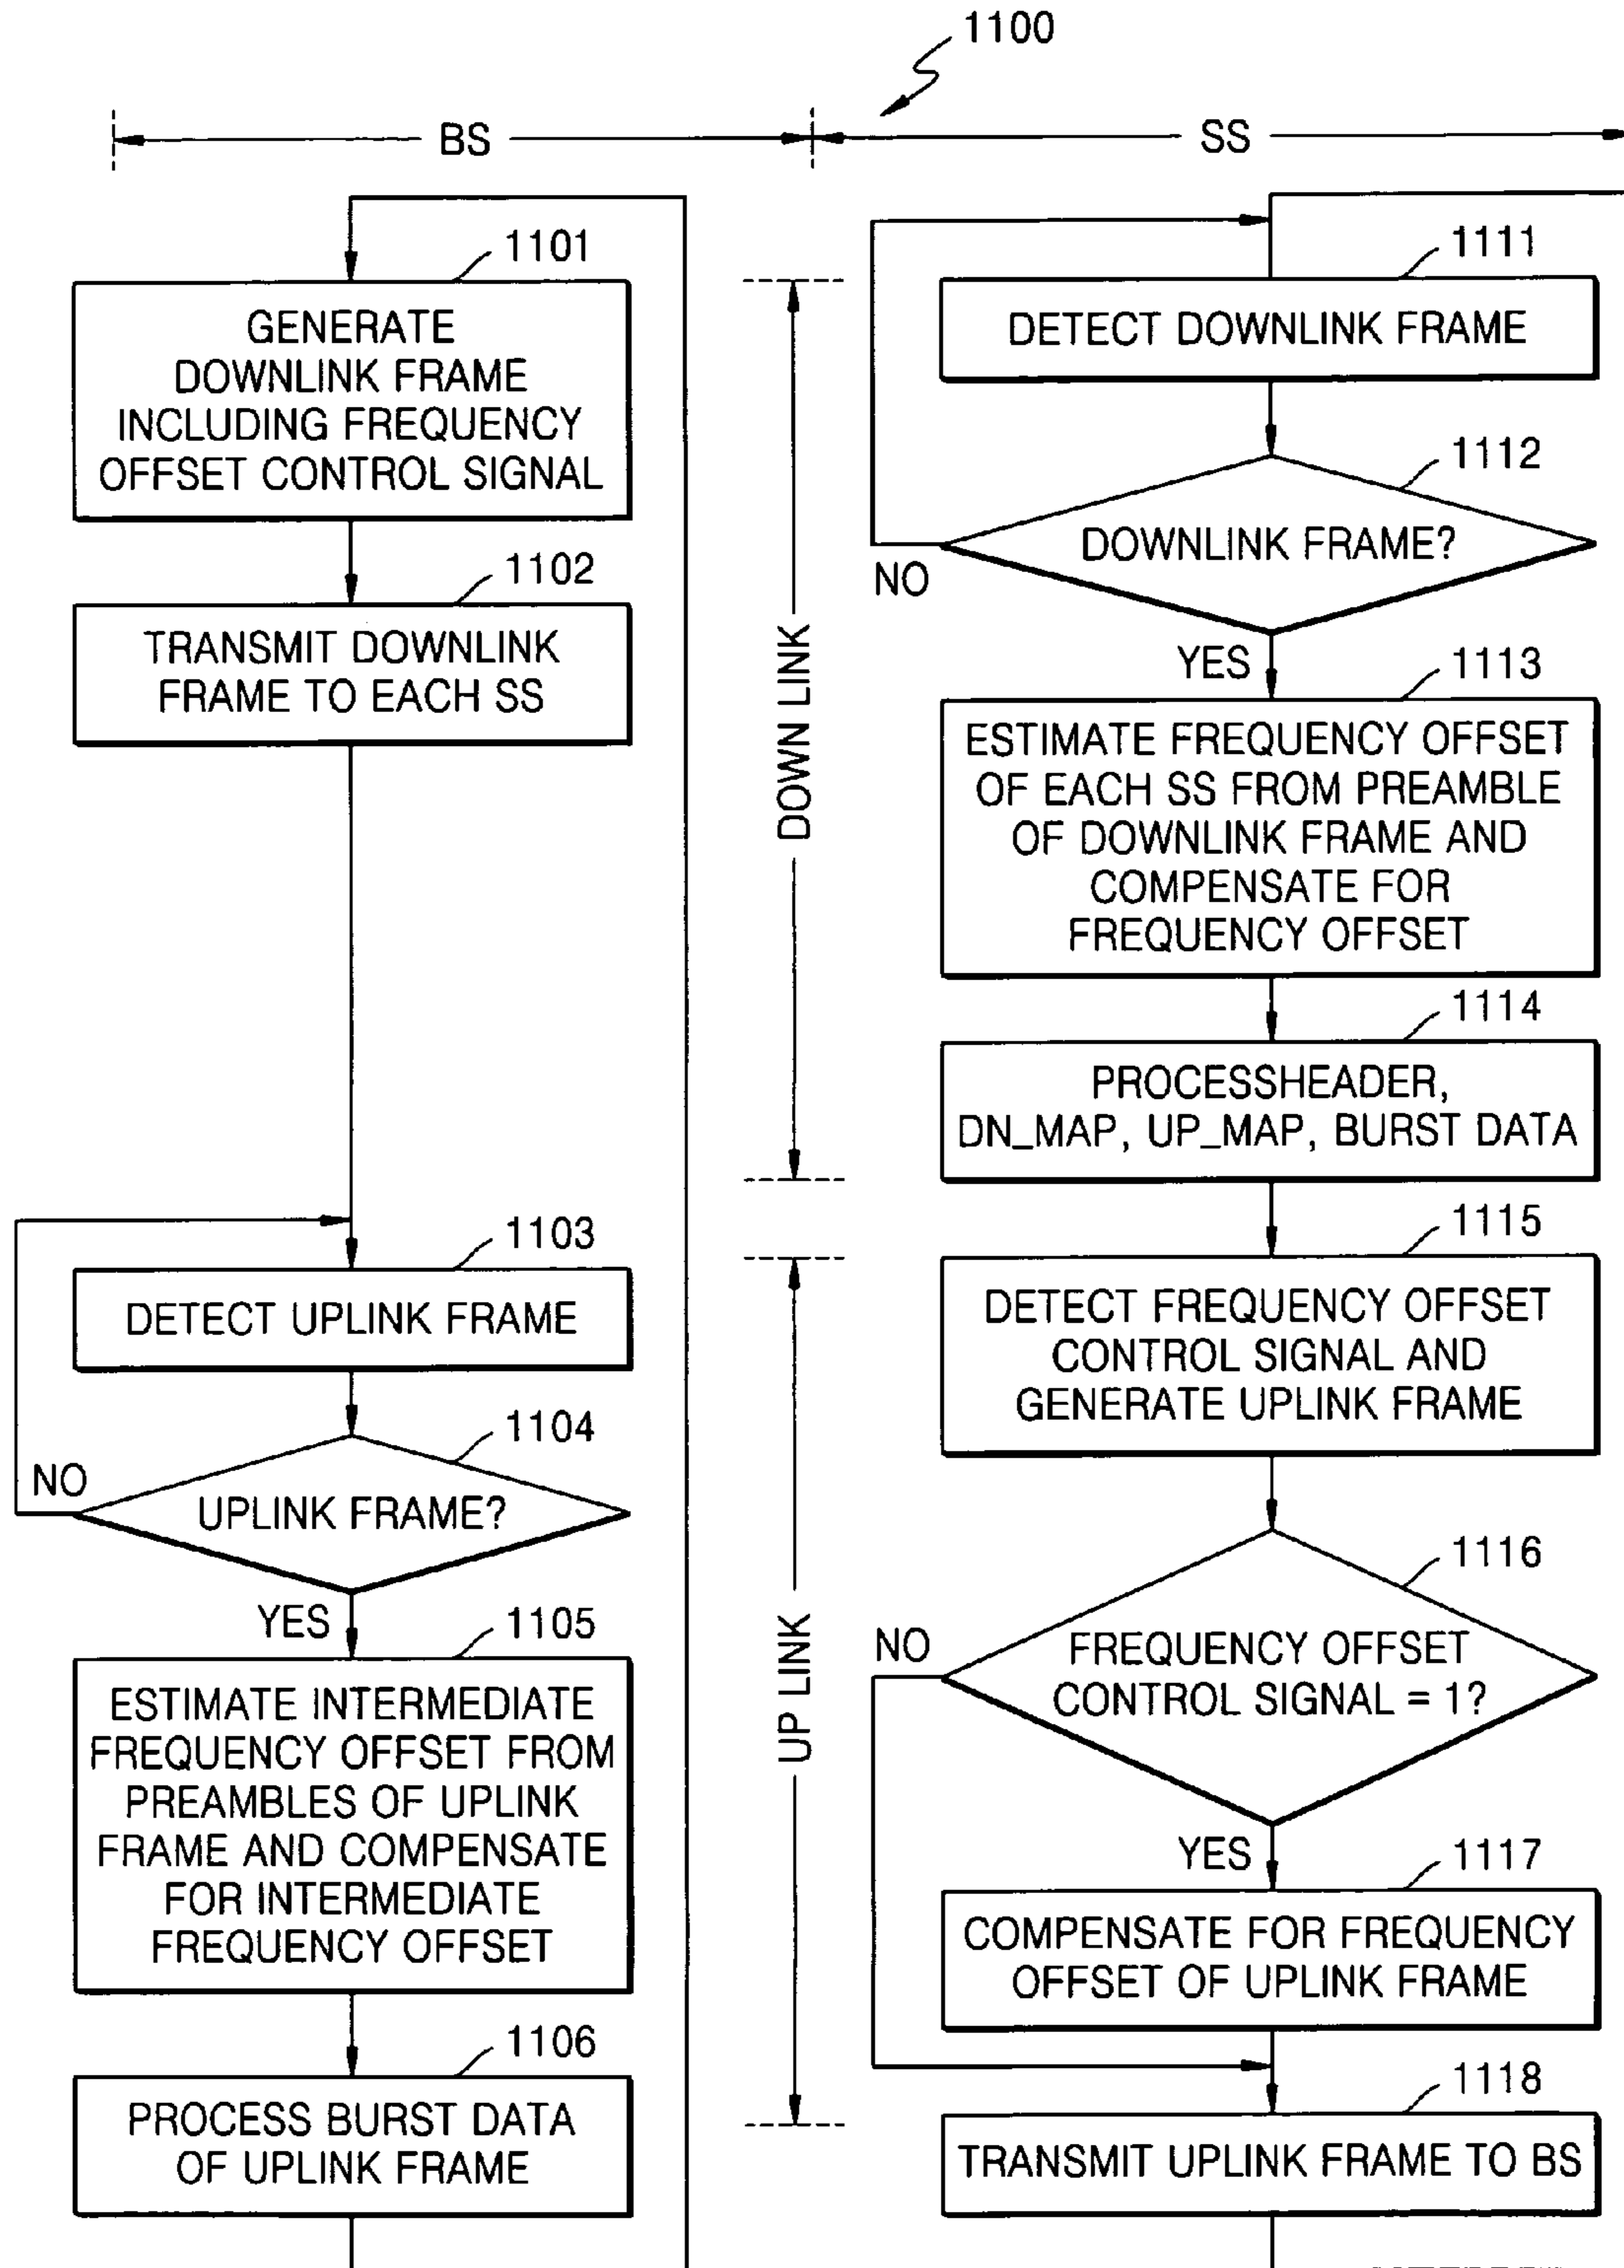 1100
BS
SS
1101
GENERATE
DOWNLINK FRAME
INCLUDING FREQUENCY
OFFSET CONTROL SIGNAL
1102
TRANSMIT DOWNLINK
FRAME TO EACH SS
1103
DETECT UPLINK FRAME
1104
UPLINK FRAME?
NO
YES
1105
ESTIMATE INTERMEDIATE
FREQUENCY OFFSET FROM
PREAMBLES OF UPLINK
FRAME AND COMPENSATE
FOR INTERMEDIATE
FREQUENCY OFFSET
1106
PROCESS BURST DATA
OF UPLINK FRAME
DOWN LINK
UP LINK
1111
DETECT DOWNLINK FRAME
1112
DOWNLINK FRAME?
NO
YES
1113
ESTIMATE FREQUENCY OFFSET
OF EACH SS FROM PREAMBLE
OF DOWNLINK FRAME AND
COMPENSATE FOR
FREQUENCY OFFSET
1114
PROCESSHEADER,
DN_MAP, UP_MAP, BURST DATA
1115
DETECT FREQUENCY OFFSET
CONTROL SIGNAL AND
GENERATE UPLINK FRAME
1116
NO
FREQUENCY OFFSET
CONTROL SIGNAL = 1?
YES
1117
COMPENSATE FOR FREQUENCY
OFFSET OF UPLINK FRAME
1118
TRANSMIT UPLINK FRAME TO BS